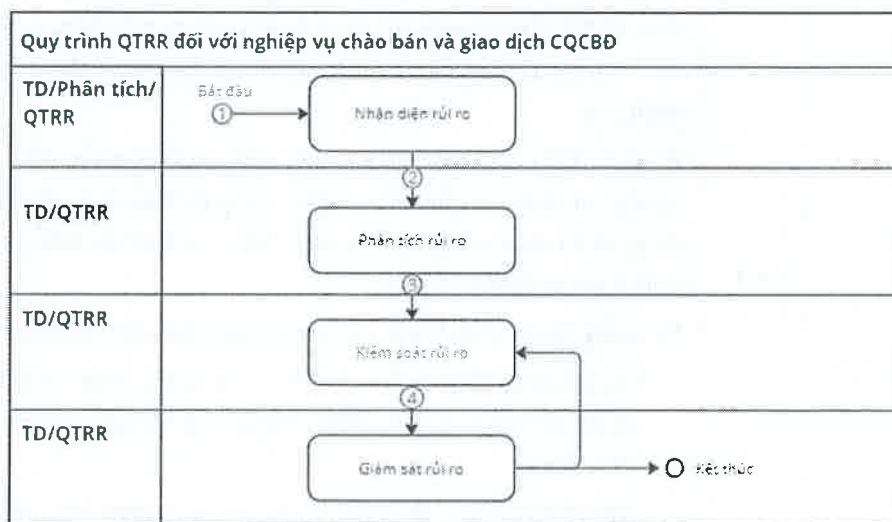 Quy trình QTRR đối với nghiệp vụ chào bán và giao dịch CQCBĐ
TD/Phân tích/
QTRR
Bắt đầu
1
Nhận diện rủi ro
2
TD/QTRR
Phân tích rủi ro
3
TD/QTRR
Kiểm soát rủi ro
4
TD/QTRR
Giám sát rủi ro
Kết thúc